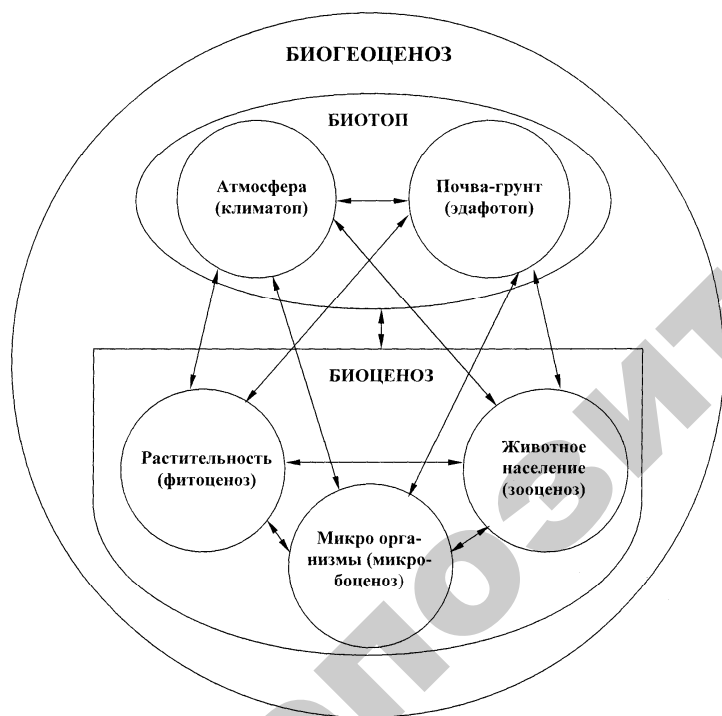 БИОГЕОЦЕНОЗ
БИОТОП
Атмосфера
(климатоп)
Почва-грунт
(эдафотоп)
БИОЦЕНОЗ
Растительность
(фитоценоз)
Животное
население
(зооценоз)
Микро орга-
низмы (микро-
боценоз)